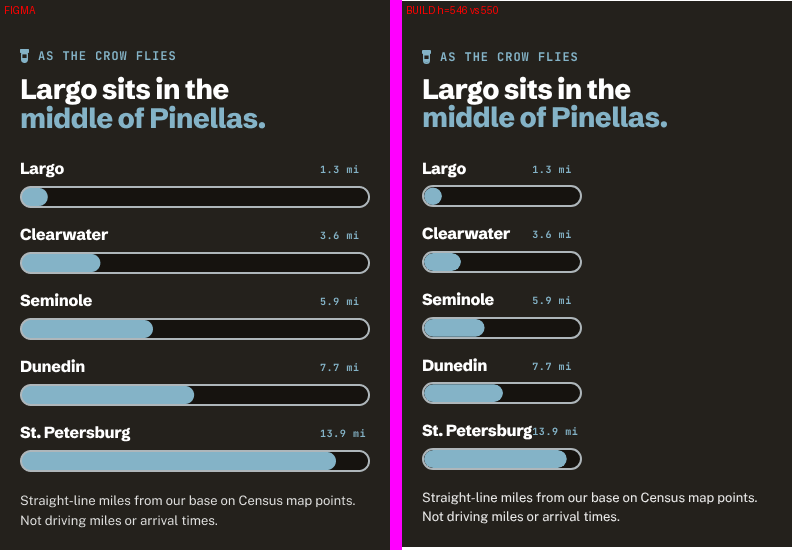 FIGMA
AS THE CROW FLIES
Largo sits in the
middle of Pinellas.
Largo 1.3 mi
Clearwater 3.6 mi
Seminole 5.9 mi
Dunedin 7.7 mi
St. Petersburg 13.9 mi
Straight-line miles from our base on Census map points.
Not driving miles or arrival times.
BUILD h=546 vs 550
AS THE CROW FLIES
Largo sits in the
middle of Pinellas.
Largo 1.3 mi
Clearwater 3.6 mi
Seminole 5.9 mi
Dunedin 7.7 mi
St. Petersburg 13.9 mi
Straight-line miles from our base on Census map points.
Not driving miles or arrival times.